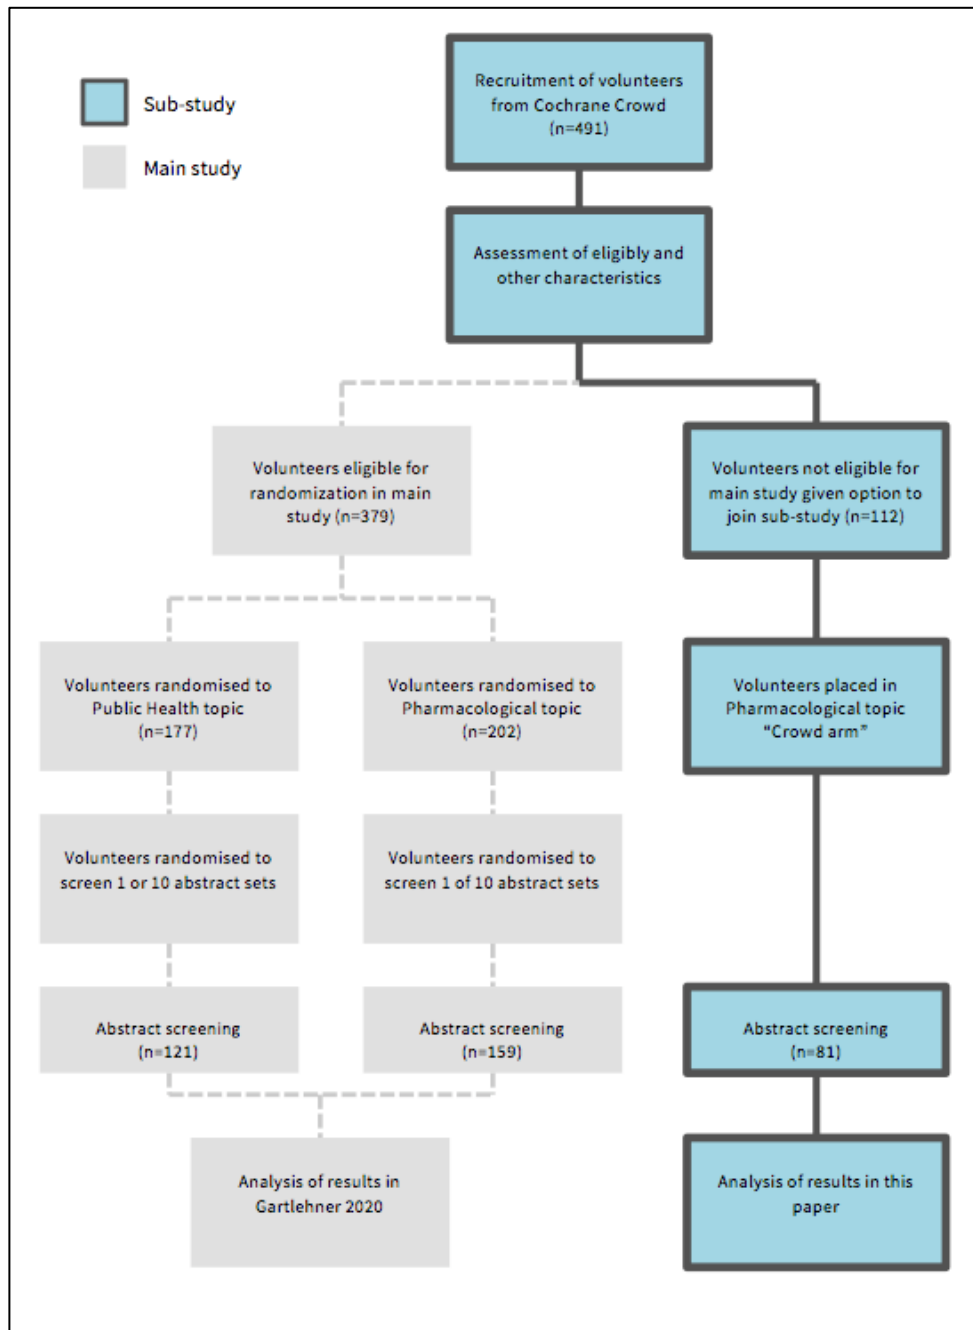 Sub-study
Main study
Recruitment of volunteers
from Cochrane Crowd
(n=491)
Assessment of eligibly and
other characteristics
Volunteers eligible for
randomization in main
study (n=379)
Volunteers not eligible for
main study given option to
join sub-study (n=112)
Volunteers randomised to
Public Health topic
(n=177)
Volunteers randomised to
Pharmacological topic
(n=202)
Volunteers placed in
Pharmacological topic
“Crowd arm”
Volunteers randomised to
screen 1 or 10 abstract sets
Volunteers randomised to
screen 1 of 10 abstract sets
Abstract screening
(n=121)
Abstract screening
(n=159)
Abstract screening
(n=81)
Analysis of results in
Gartlehner 2020
Analysis of results in this
paper